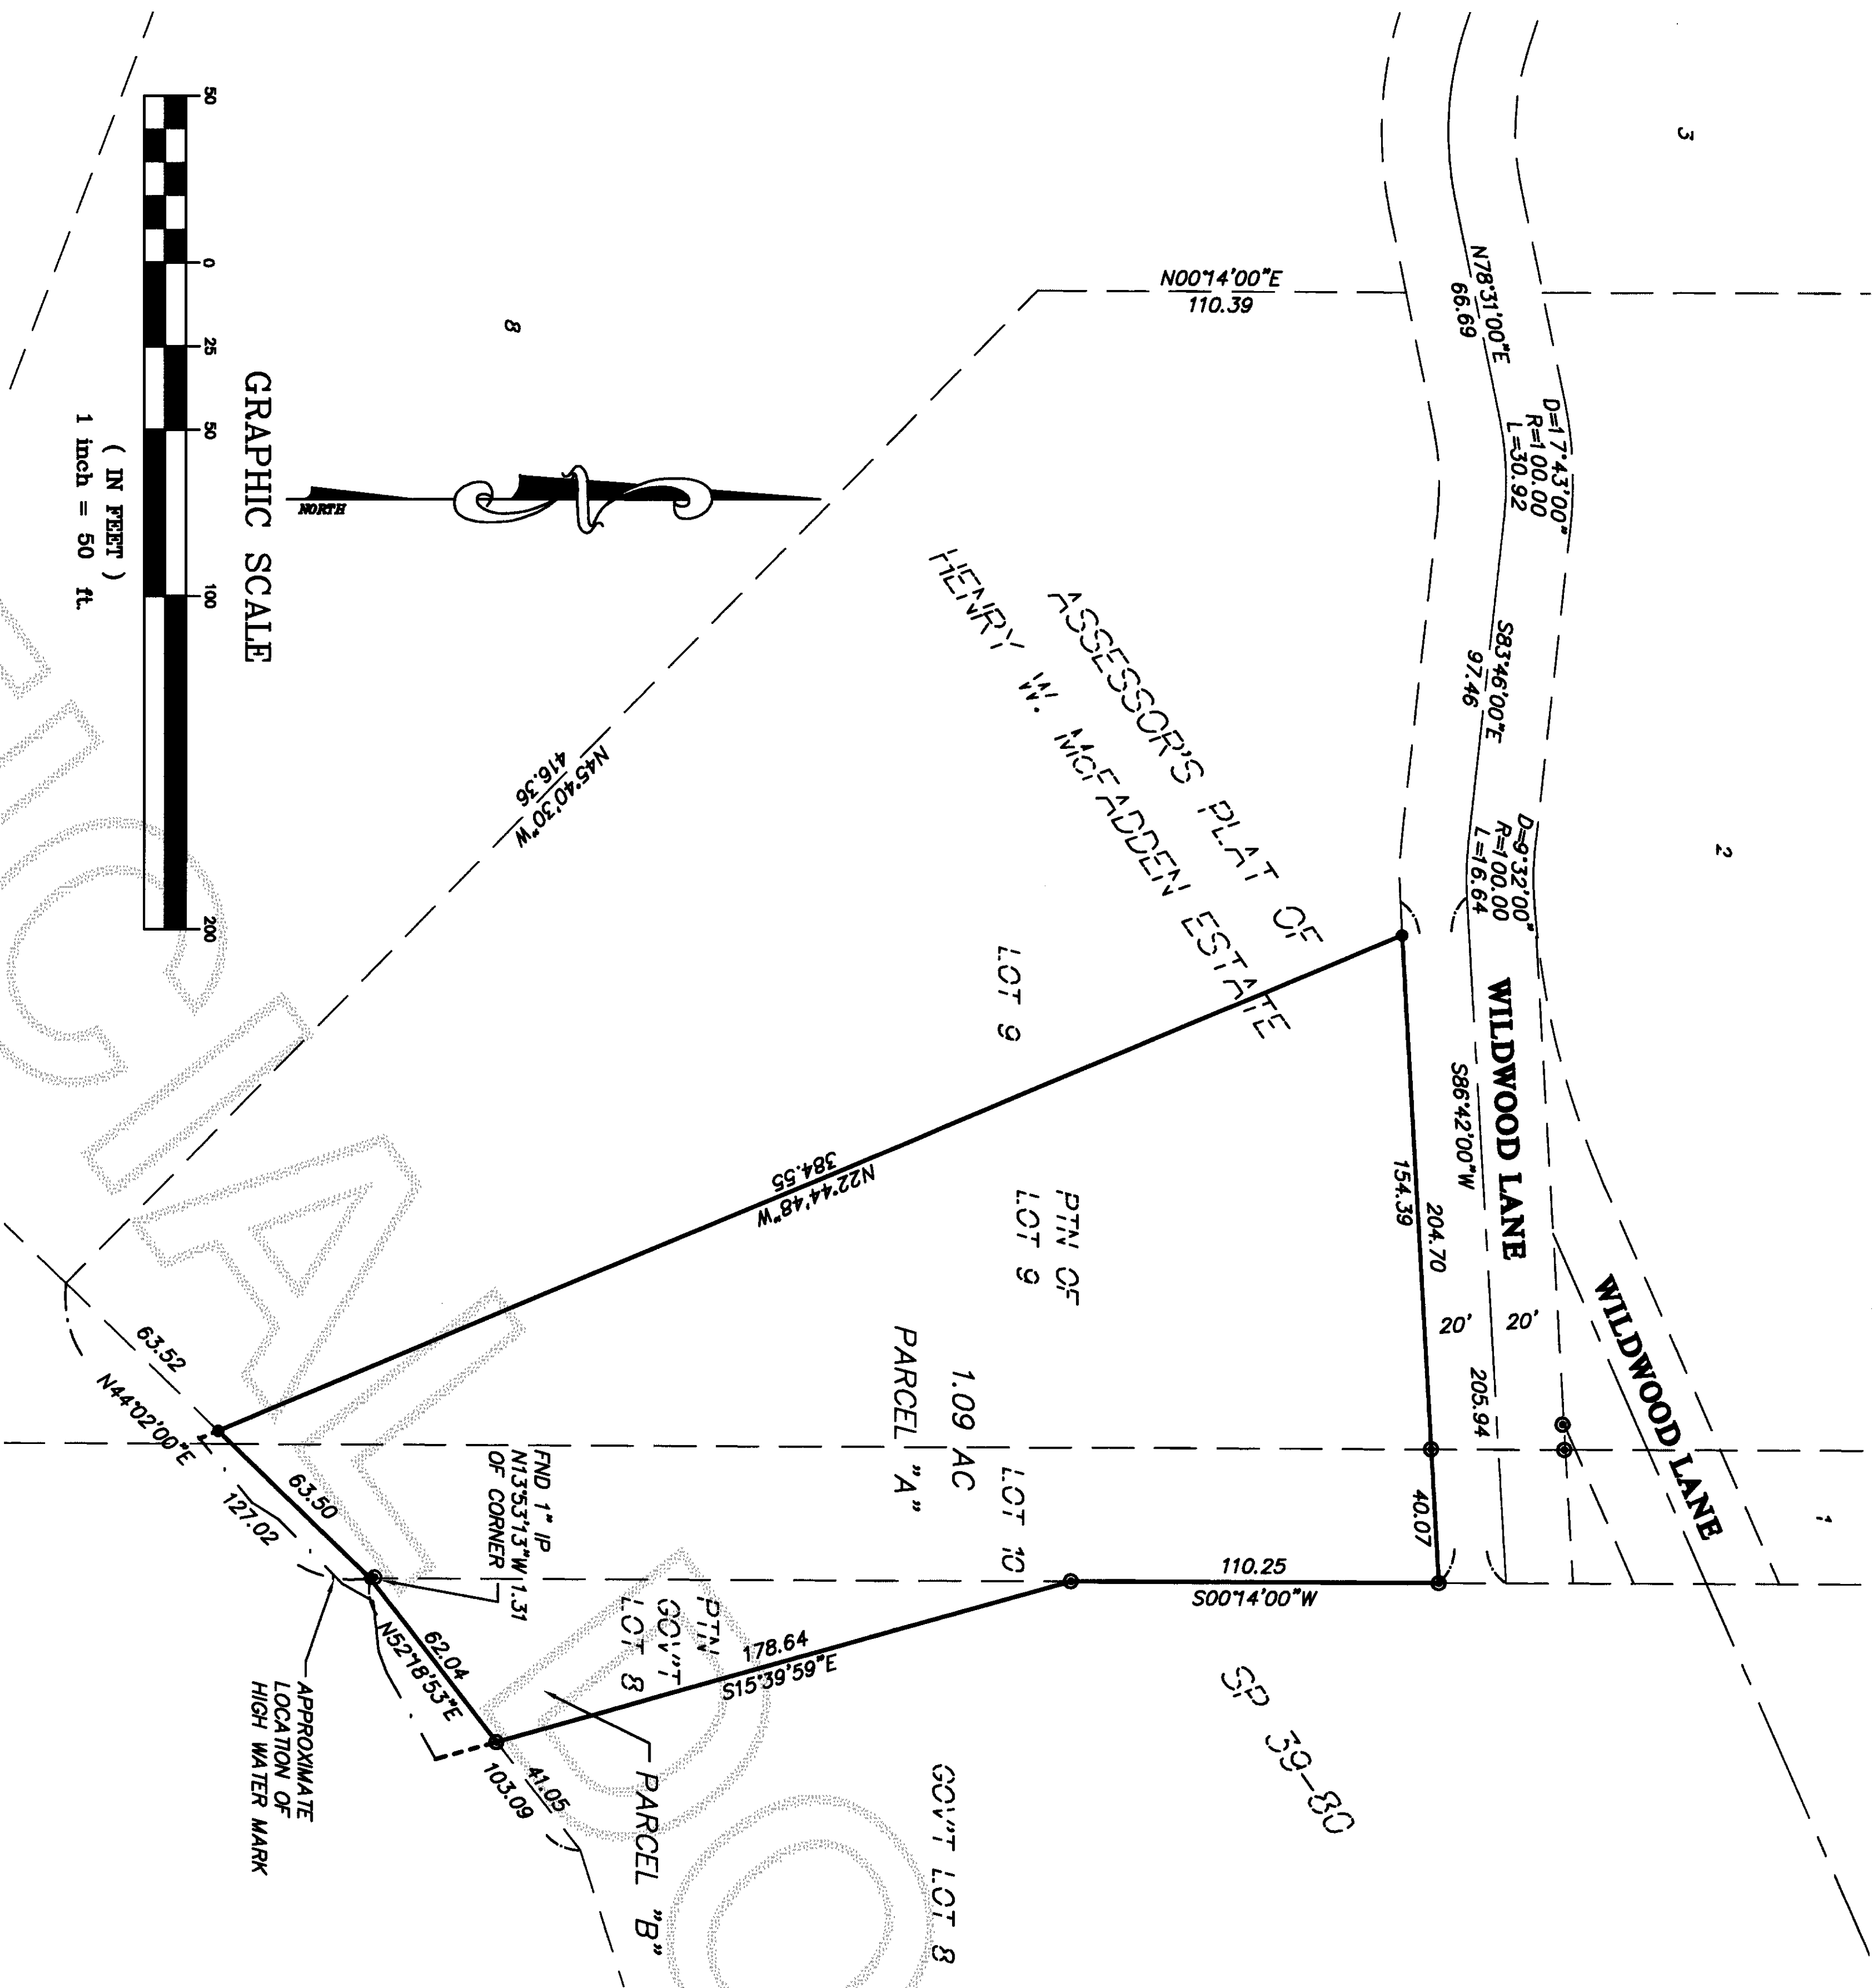 3
2
1
N78°31'00"E
66.69
D=17°43'00"
R=100.00
L=30.92
S83°46'00"E
97.46
D=9°32'00"
R=100.00
L=16.64
WILDWOOD LANE
WILDWOOD LANE
S86°42'00"W
205.94
20'
20'
204.70
154.39
40.07
N00°14'00"E
110.39
110.25
S00°14'00"W
ASSESSOR'S PLAT OF
HENRY W. McFADDEN ESTATE
LOT 9
PTN OF
LOT 9
LOT 10
1.09 AC
PARCEL "A"
SP 39-80
GOV'T LOT 8
N22°44'48"W
384.55
178.64
S15°39'59"E
PTN
GOV'T
LOT 8
PARCEL "B"
8
N45°40'30"W
416.36
FND 1" IP
N13°53'13"W 1.31
OF CORNER
62.04
N52°18'53"E
41.05
103.09
63.52
63.50
N44°02'00"E
127.02
APPROXIMATE
LOCATION OF
HIGH WATER MARK
NORTH
GRAPHIC SCALE
50 0 25 50 100 200
( IN FEET )
1 inch = 50 ft.